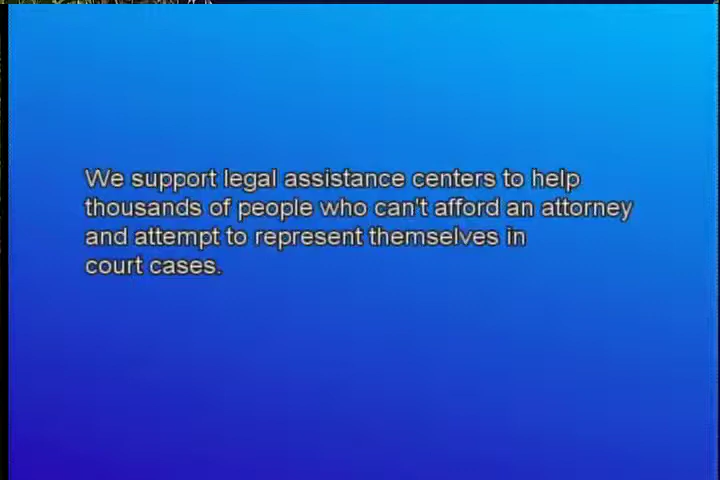 We support legal assistance centers to help
thousands of people who can't afford an attorney
and attempt to represent themselves in
court cases.